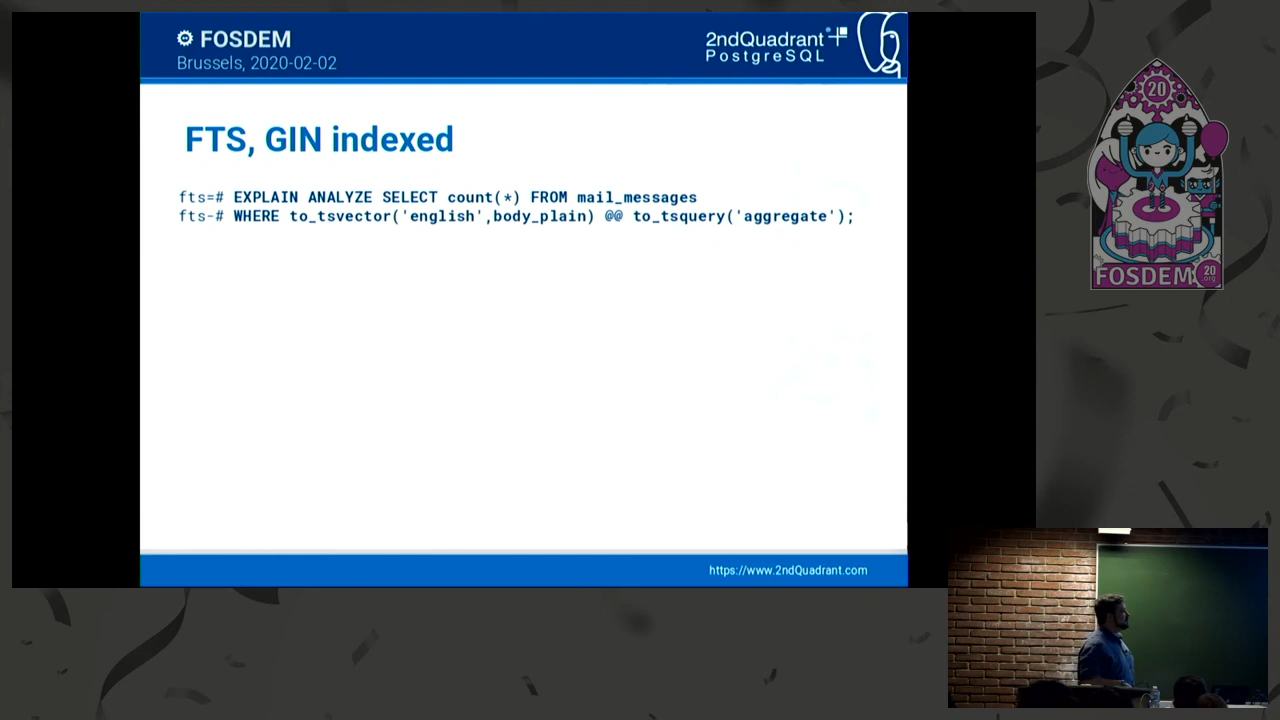 FOSDEM
Brussels, 2020-02-02
2ndQuadrant
PostgreSQL
FTS, GIN indexed
fts=# EXPLAIN ANALYZE SELECT count(*) FROM mail_messages
fts-# WHERE to_tsvector('english',body_plain) @@ to_tsquery('aggregate');
https://www.2ndQuadrant.com
20
FOSDEM
20
.org